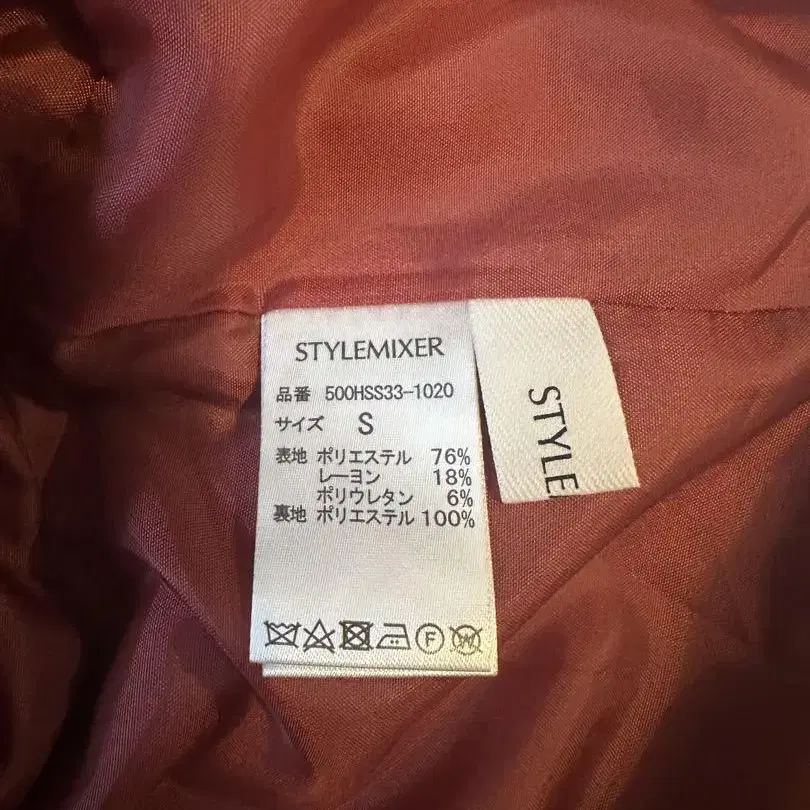 STYLEMIXER
品番 500HSS33-1020
サイズ S
表地 ポリエステル 76%
レーヨン 18%
ポリウレタン 6%
裏地 ポリエステル 100%
F
W
STYLE